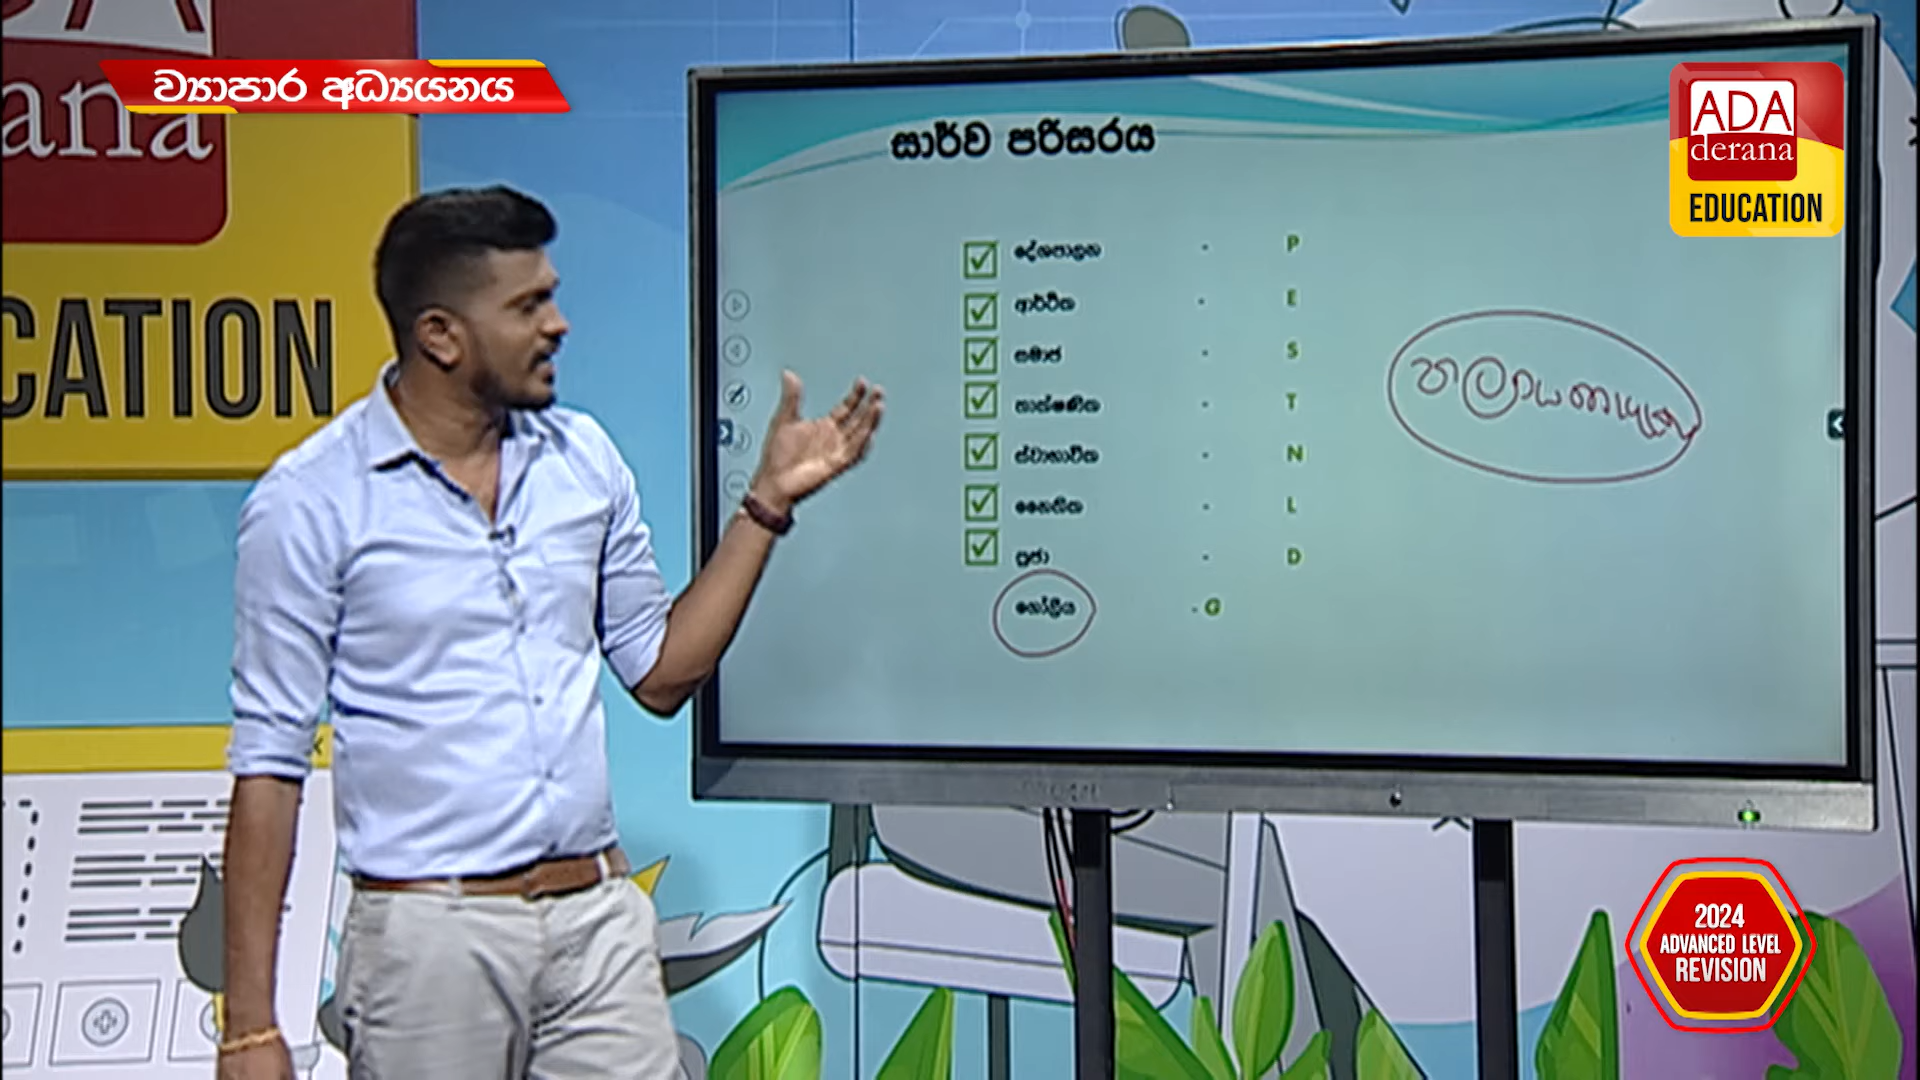 ව්‍යාපාර අධ්‍යයනය
ADA
derana
EDUCATION
ana
CATION
සාර්ව පරිසරය
දේශපාලන - P
ආර්ථික - E
සමාජ - S
තාක්ෂණික - T
ස්වාභාවික - N
නෛතික - L
ප්‍රජා - D
ගෝලීය - G
2024
ADVANCED LEVEL
REVISION